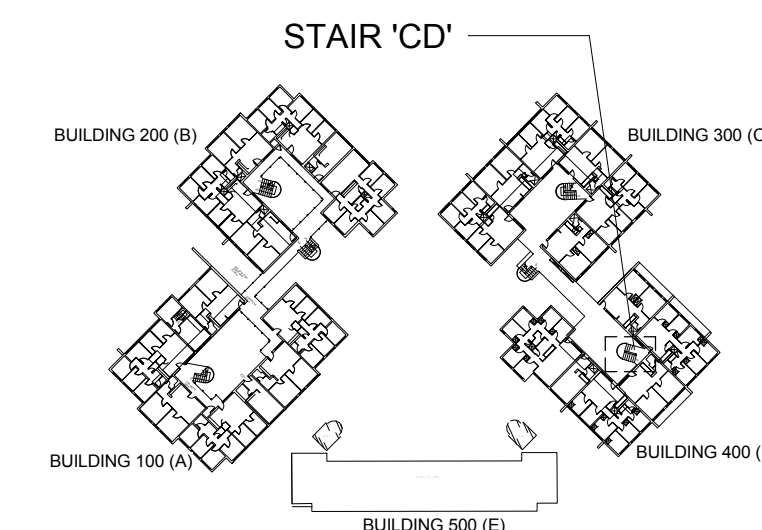 STAIR 'CD'
BUILDING 200 (B)
BUILDING 300 (C
BUILDING 100 (A)
BUILDING 400 (
BUILDING 500 (E)